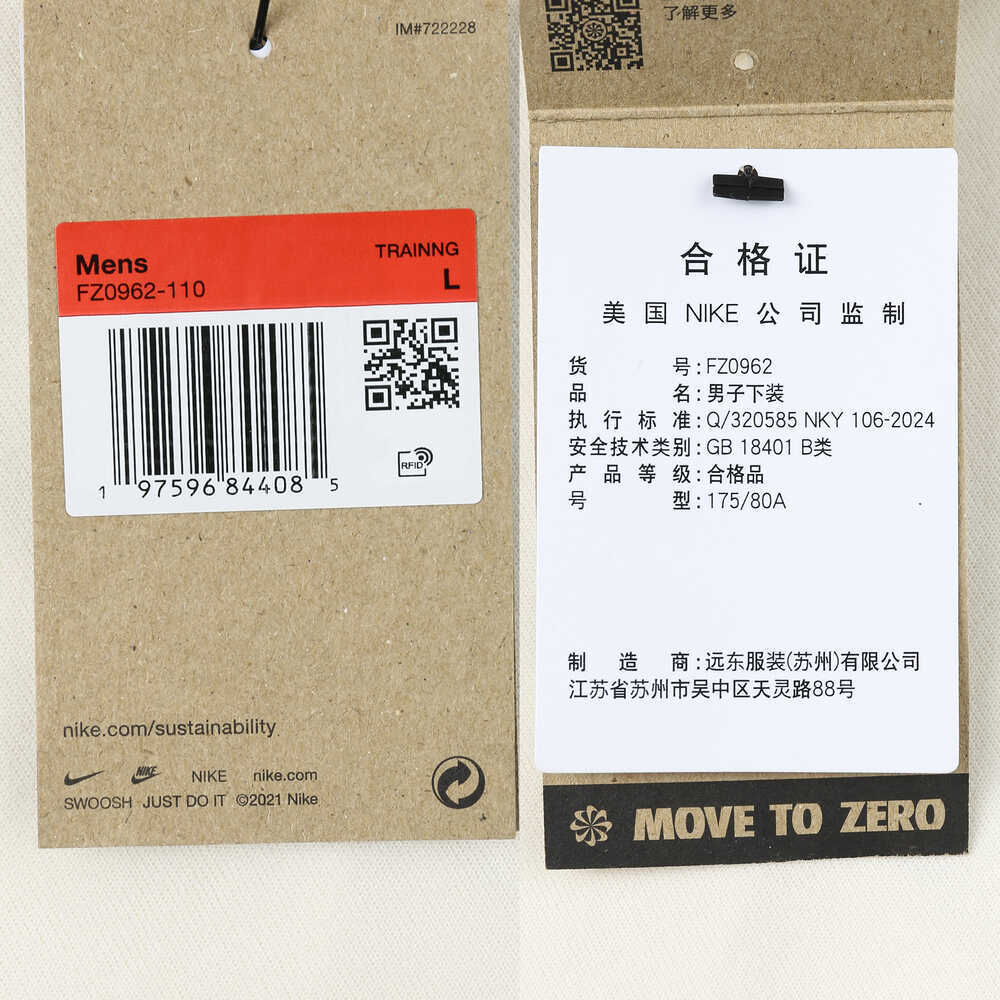 IM#722228
Mens
TRAINNG
FZ0962-110
L
RFID
1 97596 84408 5
nike.com/sustainability
NIKE NIKE nike.com
SWOOSH JUST DO IT ©2021 Nike
了解更多
合格证
美国 NIKE 公司监制
货号:FZ0962
品名:男子下装
执行标准:Q/320585 NKY 106-2024
安全技术类别:GB 18401 B类
产品等级:合格品
号型:175/80A
制造商:远东服装(苏州)有限公司
江苏省苏州市吴中区天灵路88号
MOVE TO ZERO